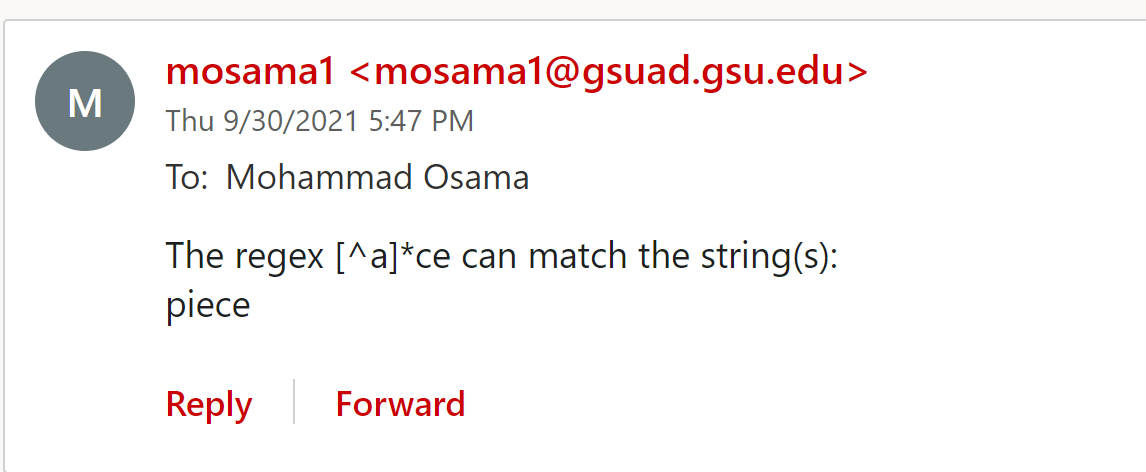 M
mosama1 <mosama1@gsuad.gsu.edu>
Thu 9/30/2021 5:47 PM
To: Mohammad Osama
The regex [^a]*ce can match the string(s):
piece
Reply
Forward